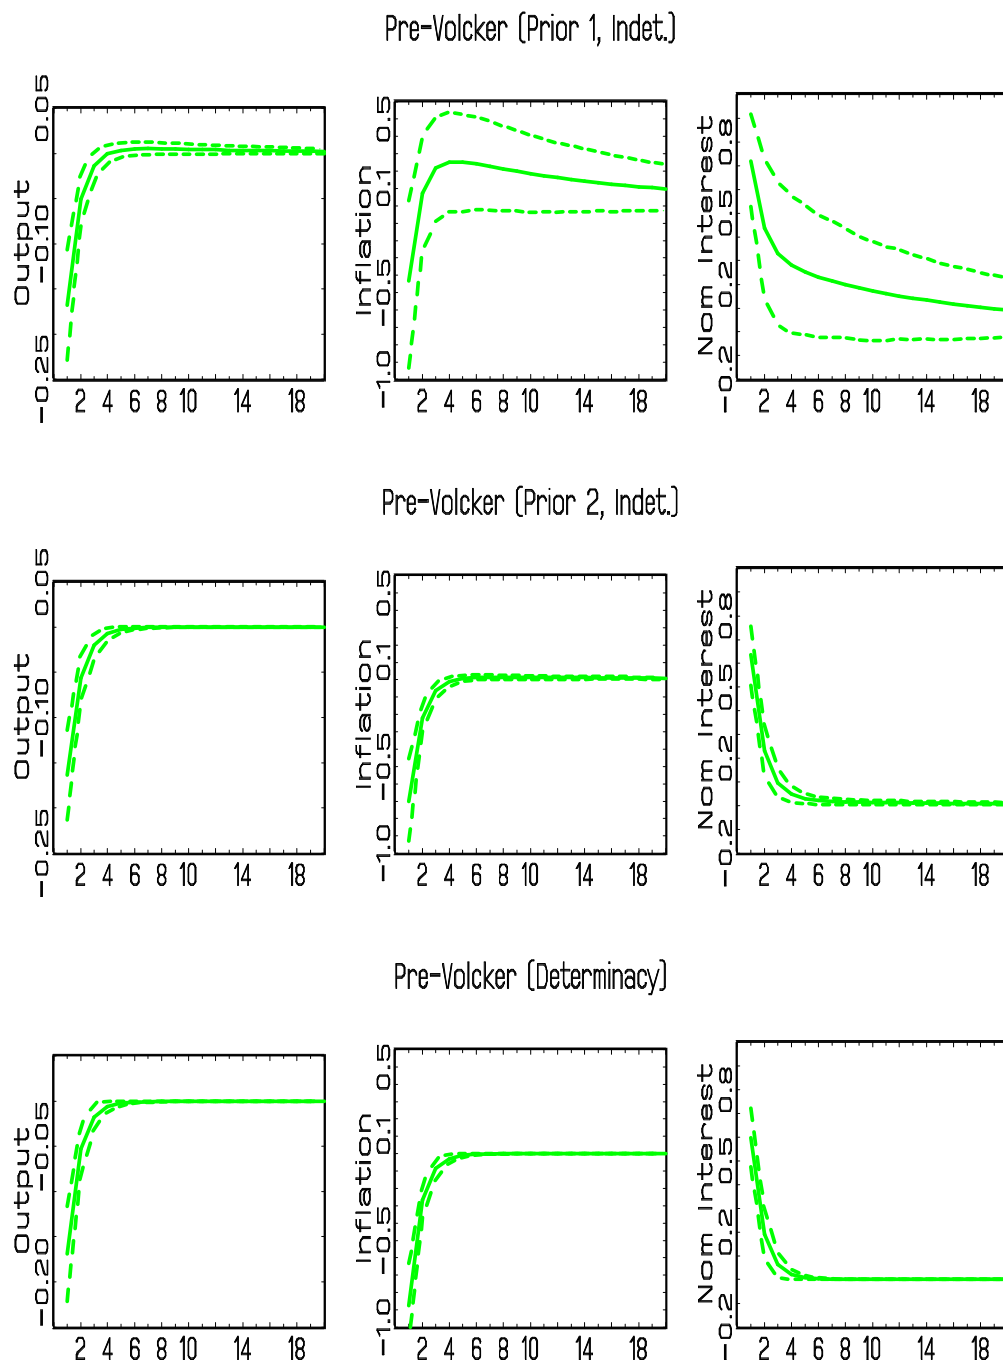 Pre-Volcker (Prior 1, Indet.)
Output
0.05
-0.10
-0.25
2 4 6 8 10 14 18
Inflation
0.5
0.1
-0.5
-1.0
2 4 6 8 10 14 18
Nom Interest
0.8
0.5
0.2
-0.2
2 4 6 8 10 14 18
Pre-Volcker (Prior 2, Indet.)
Output
0.05
-0.10
-0.25
2 4 6 8 10 14 18
Inflation
0.5
0.1
-0.5
-1.0
2 4 6 8 10 14 18
Nom Interest
0.8
0.5
0.2
-0.2
2 4 6 8 10 14 18
Pre-Volcker (Determinacy)
Output
-0.05
-0.20
2 4 6 8 10 14 18
Inflation
0.5
0.1
-0.5
-1.0
2 4 6 8 10 14 18
Nom Interest
0.8
0.5
0.2
-0.2
2 4 6 8 10 14 18